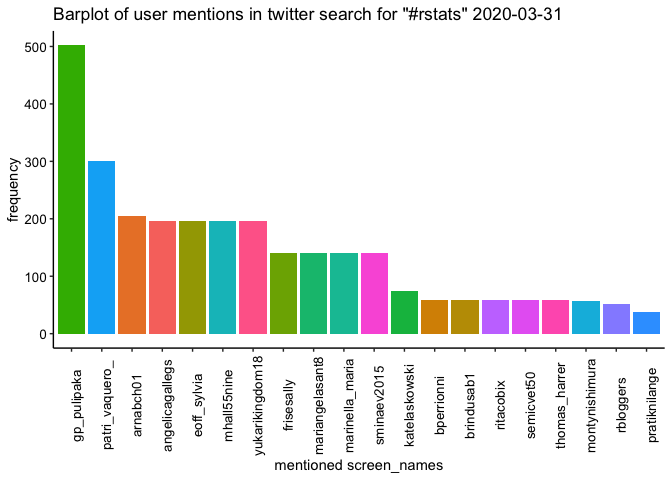 Barplot of user mentions in twitter search for "#rstats" 2020-03-31
frequency
500
400
300
200
100
0
gp_pulipaka
patri_vaquero_
arnabch01
angelicagallegs
eoff_sylvia
mhall55nine
yukarikingdom18
frisesally
mariangelasant8
marinella_maria
sminaev2015
katelaskowski
bperrionni
brindusab1
ritacobix
semicvet50
thomas_harrer
montynishimura
rbloggers
pratiknilange
mentioned screen_names